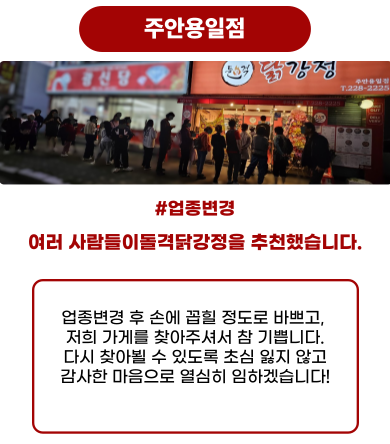 주안용일점
돌격
닭강정
주안용일점
T.228-2225
#업종변경
여러 사람들이돌격닭강정을 추천했습니다.
업종변경 후 손에 꼽힐 정도로 바쁘고,
저희 가게를 찾아주셔서 참 기쁩니다.
다시 찾아뵐 수 있도록 초심 잃지 않고
감사한 마음으로 열심히 임하겠습니다!